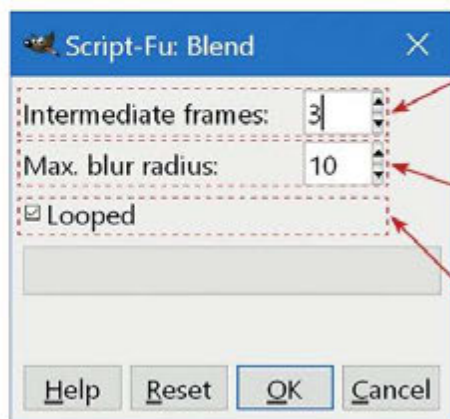 Script-Fu: Blend
Intermediate frames: 3
Max. blur radius: 10
Looped
Help Reset OK Cancel